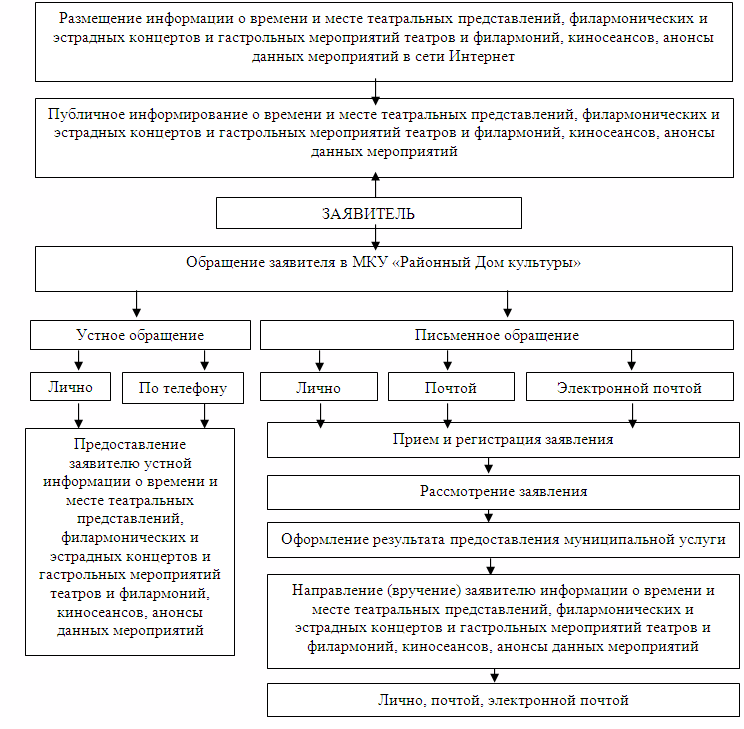 Размещение информации о времени и месте театральных представлений, филармонических и
эстрадных концертов и гастрольных мероприятий театров и филармоний, киносеансов, анонсы
данных мероприятий в сети Интернет
Публичное информирование о времени и месте театральных представлений, филармонических и
эстрадных концертов и гастрольных мероприятий театров и филармоний, киносеансов, анонсы
данных мероприятий
ЗАЯВИТЕЛЬ
Обращение заявителя в МКУ «Районный Дом культуры»
Устное обращение
Письменное обращение
Лично
По телефону
Лично
Почтой
Электронной почтой
Предоставление
заявителю устной
информации о времени и
месте театральных
представлений,
филармонических и
эстрадных концертов и
гастрольных мероприятий
театров и филармоний,
киносеансов, анонсы
данных мероприятий
Прием и регистрация заявления
Рассмотрение заявления
Оформление результата предоставления муниципальной услуги
Направление (вручение) заявителю информации о времени и
месте театральных представлений, филармонических и
эстрадных концертов и гастрольных мероприятий театров и
филармоний, киносеансов, анонсы данных мероприятий
Лично, почтой, электронной почтой